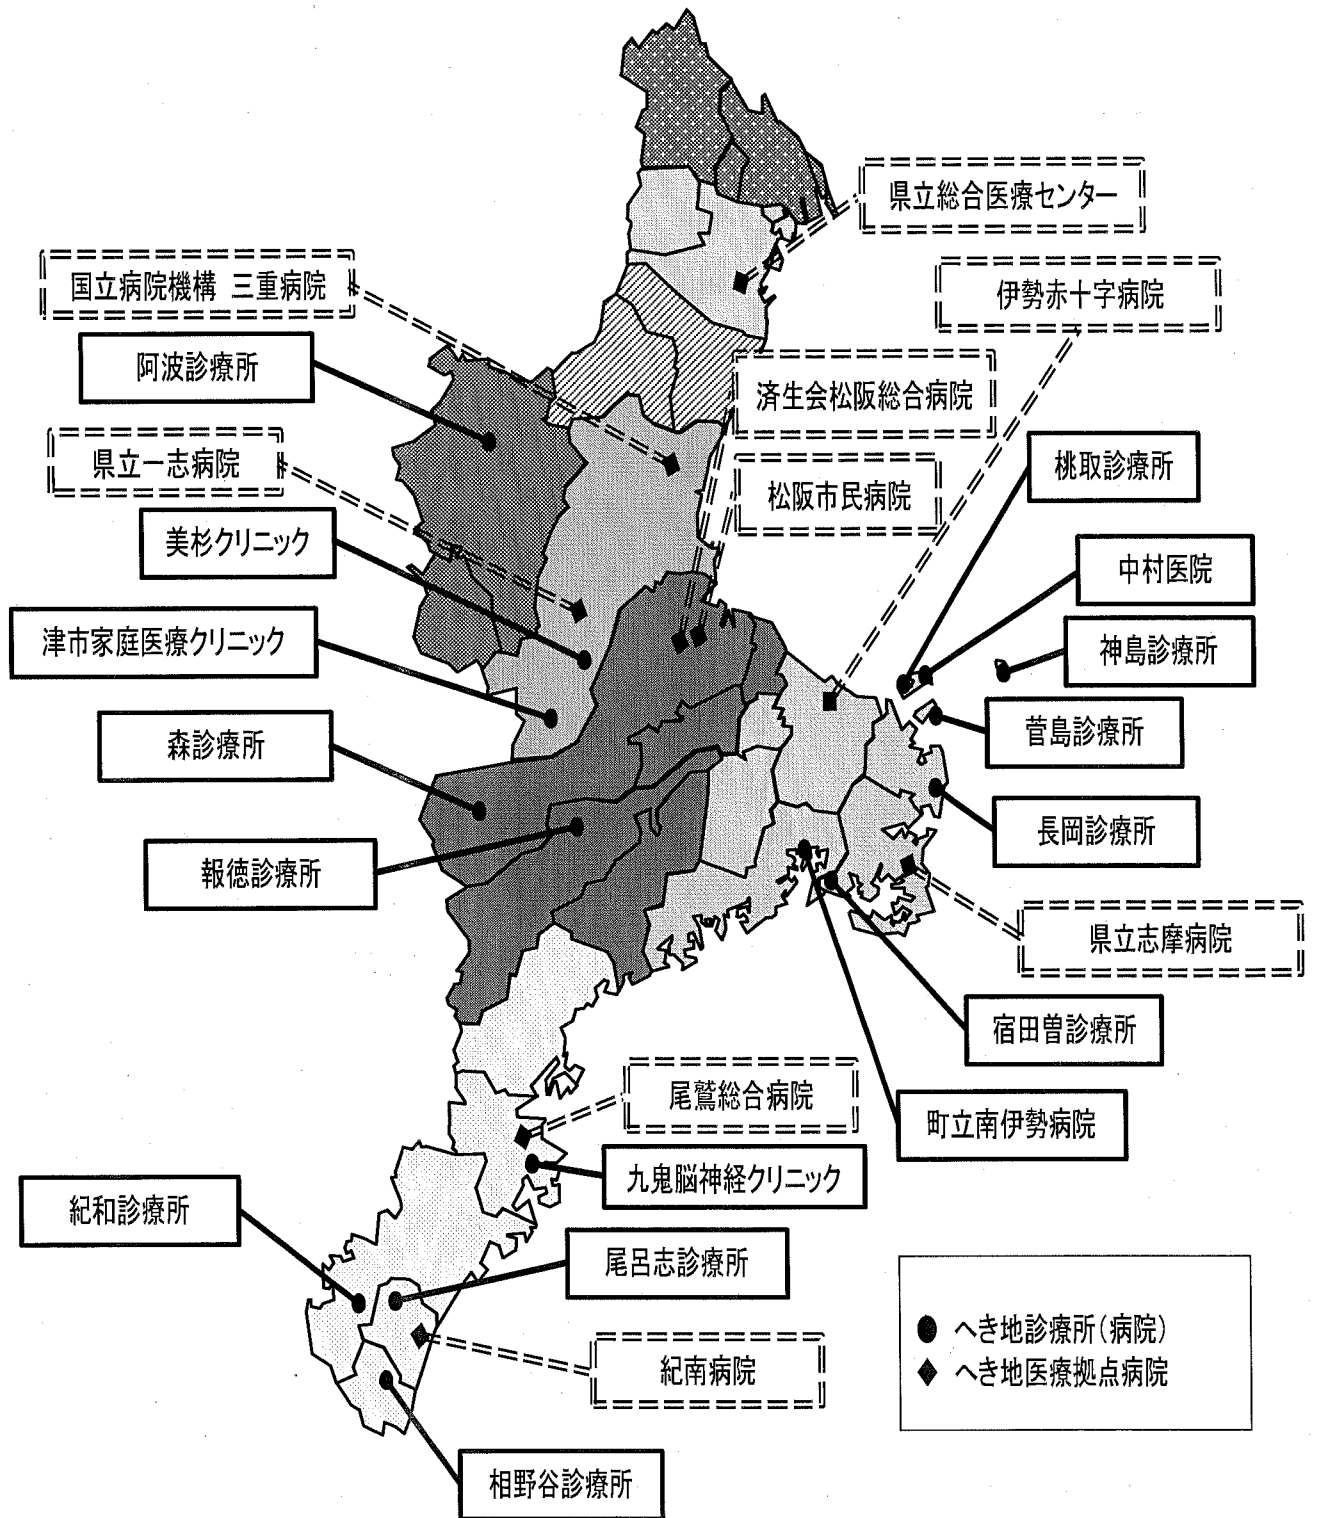 県立総合医療センター
国立病院機構 三重病院
伊勢赤十字病院
阿波診療所
済生会松阪総合病院
県立一志病院
桃取診療所
松阪市民病院
美杉クリニック
中村医院
津市家庭医療クリニック
神島診療所
菅島診療所
森診療所
長岡診療所
報徳診療所
県立志摩病院
宿田曽診療所
尾鷲総合病院
町立南伊勢病院
九鬼脳神経クリニック
紀和診療所
尾呂志診療所
紀南病院
へき地診療所(病院)
へき地医療拠点病院
相野谷診療所